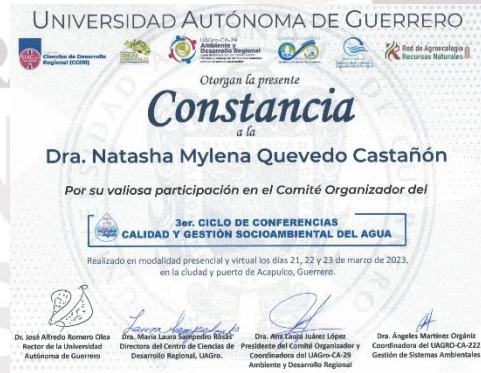 UNIVERSIDAD AUTÓNOMA DE GUERRERO
Ciencias de Desarrollo
Regional (CCDR)
UAGro-CA-29
Ambiente y
Desarrollo Regional
Red de Agroecología
Recursos Naturales
Otorgan la presente
Constancia
a la
Dra. Natasha Mylena Quevedo Castañón
Por su valiosa participación en el Comité Organizador del
3er. CICLO DE CONFERENCIAS
CALIDAD Y GESTIÓN SOCIOAMBIENTAL DEL AGUA
Realizado en modalidad presencial y virtual los días 21, 22 y 23 de marzo de 2023,
en la ciudad y puerto de Acapulco, Guerrero.
Dr. José Alfredo Romero Olea
Rector de la Universidad
Autónoma de Guerrero
Dra. Maria Laura Sampedro Rosas
Directora del Centro de Ciencias de
Desarrollo Regional, UAGro.
Dra. Ana Laura Juárez López
Presidente del Comité Organizador y
Coordinadora del UAGro-CA-29
Ambiente y Desarrollo Regional
Dra. Ángeles Martínez Orgániz
Coordinadora del UAGRO-CA-222
Gestión de Sistemas Ambientales